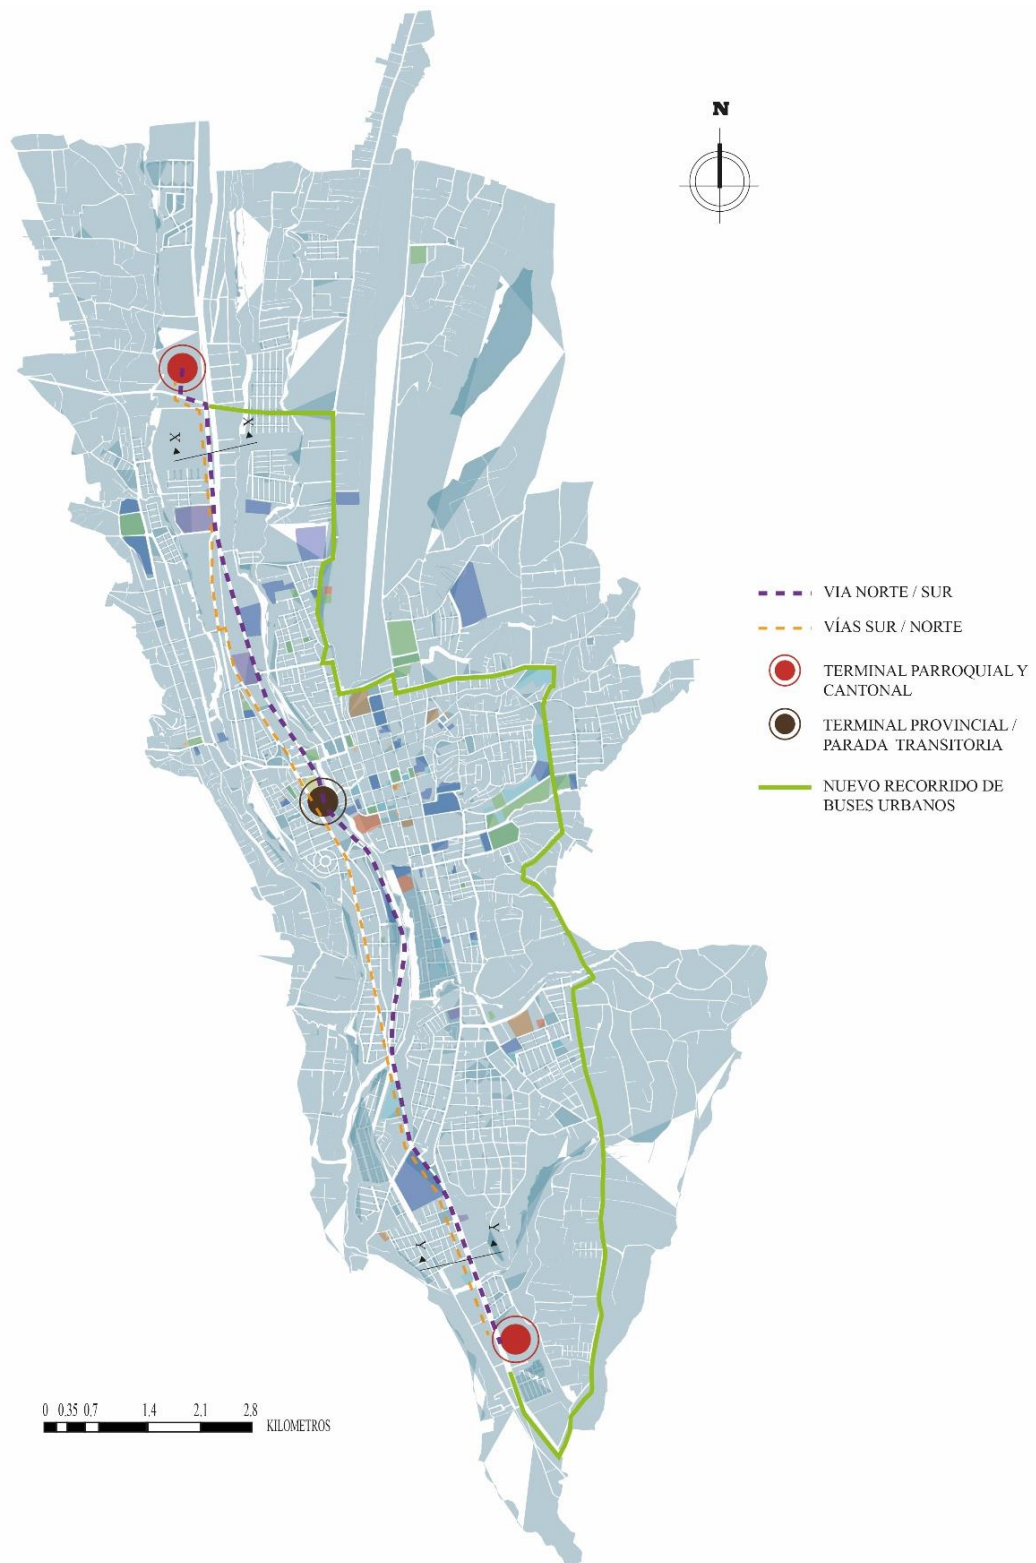 N
X
X
VIA NORTE / SUR
VÍAS SUR / NORTE
TERMINAL PARROQUIAL Y
CANTONAL
TERMINAL PROVINCIAL /
PARADA TRANSITORIA
NUEVO RECORRIDO DE
BUSES URBANOS
Y
Y
0 0.35 0.7 1.4 2.1 2.8
KILOMETROS